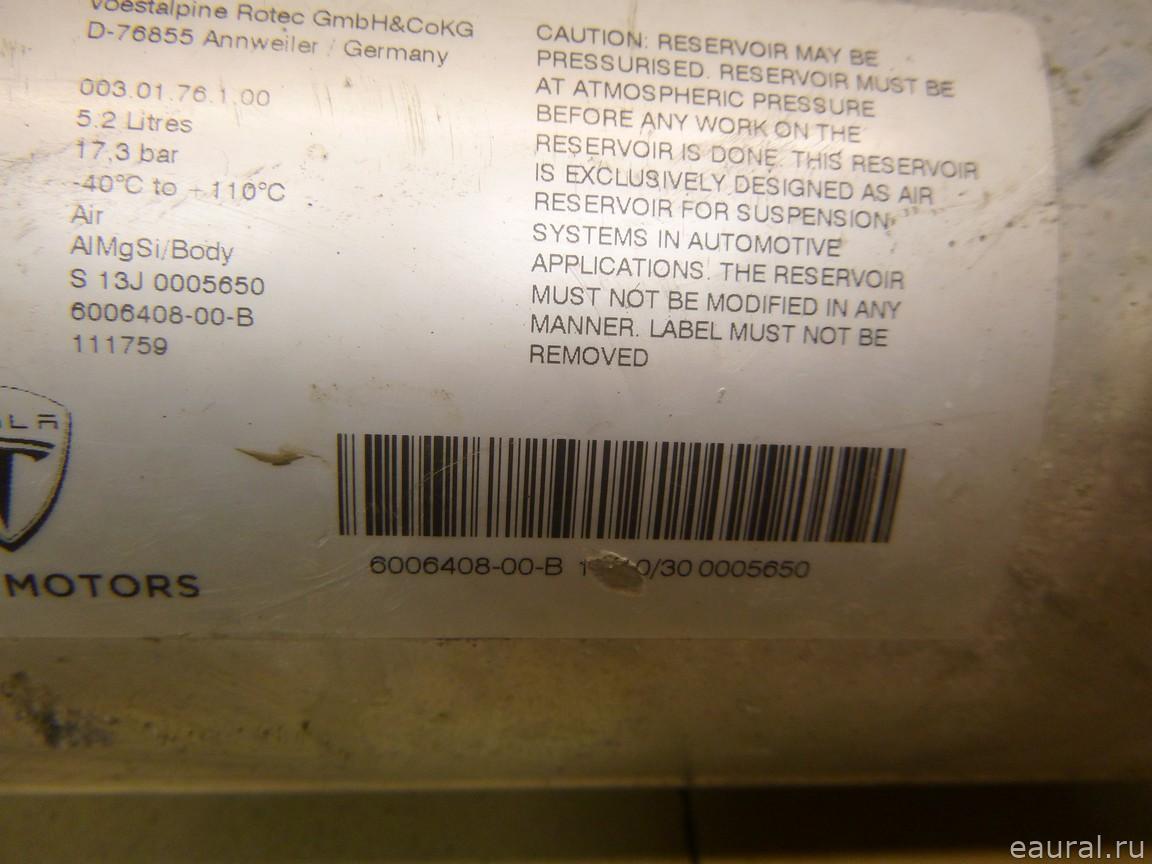 voestalpine Rotec GmbH&CoKG
D-76855 Annweiler / Germany
003.01.76.1.00
5.2 Litres
17,3 bar
-40°C to +110°C
Air
AlMgSi/Body
S 13J 0005650
6006408-00-B
111759
CAUTION: RESERVOIR MAY BE
PRESSURISED. RESERVOIR MUST BE
AT ATMOSPHERIC PRESSURE
BEFORE ANY WORK ON THE
RESERVOIR IS DONE. THIS RESERVOIR
IS EXCLUSIVELY DESIGNED AS AIR
RESERVOIR FOR SUSPENSION
SYSTEMS IN AUTOMOTIVE
APPLICATIONS. THE RESERVOIR
MUST NOT BE MODIFIED IN ANY
MANNER. LABEL MUST NOT BE
REMOVED
MOTORS
6006408-00-B 0005650
eaural.ru